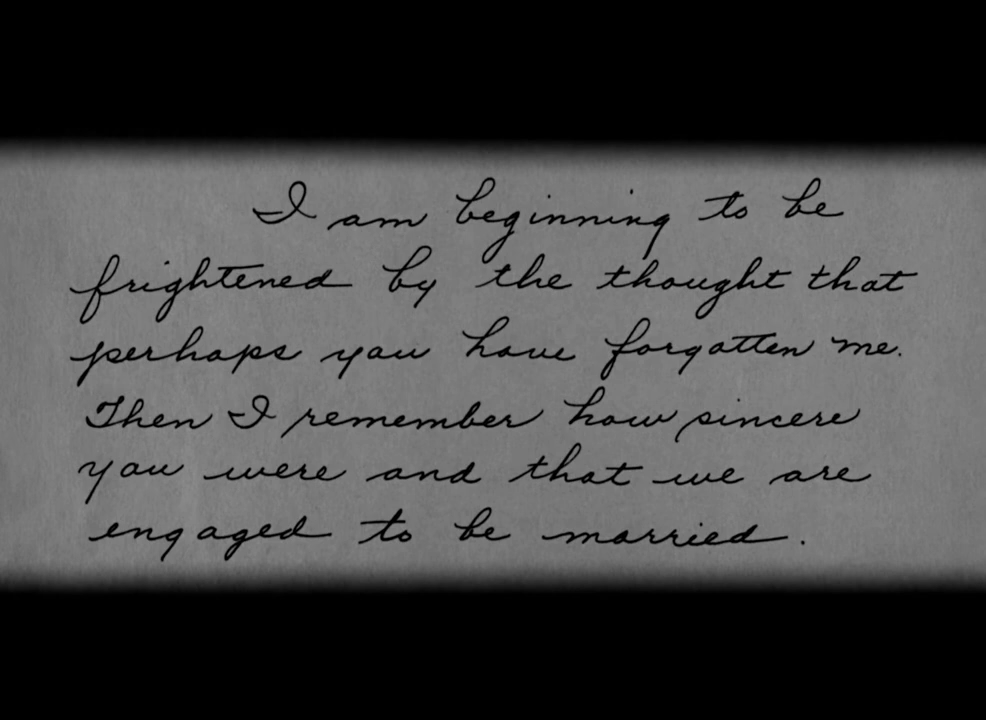 I am beginning to be
frightened by the thought that
perhaps you have forgotten me.
Then I remember how sincere
you were and that we are
engaged to be married.